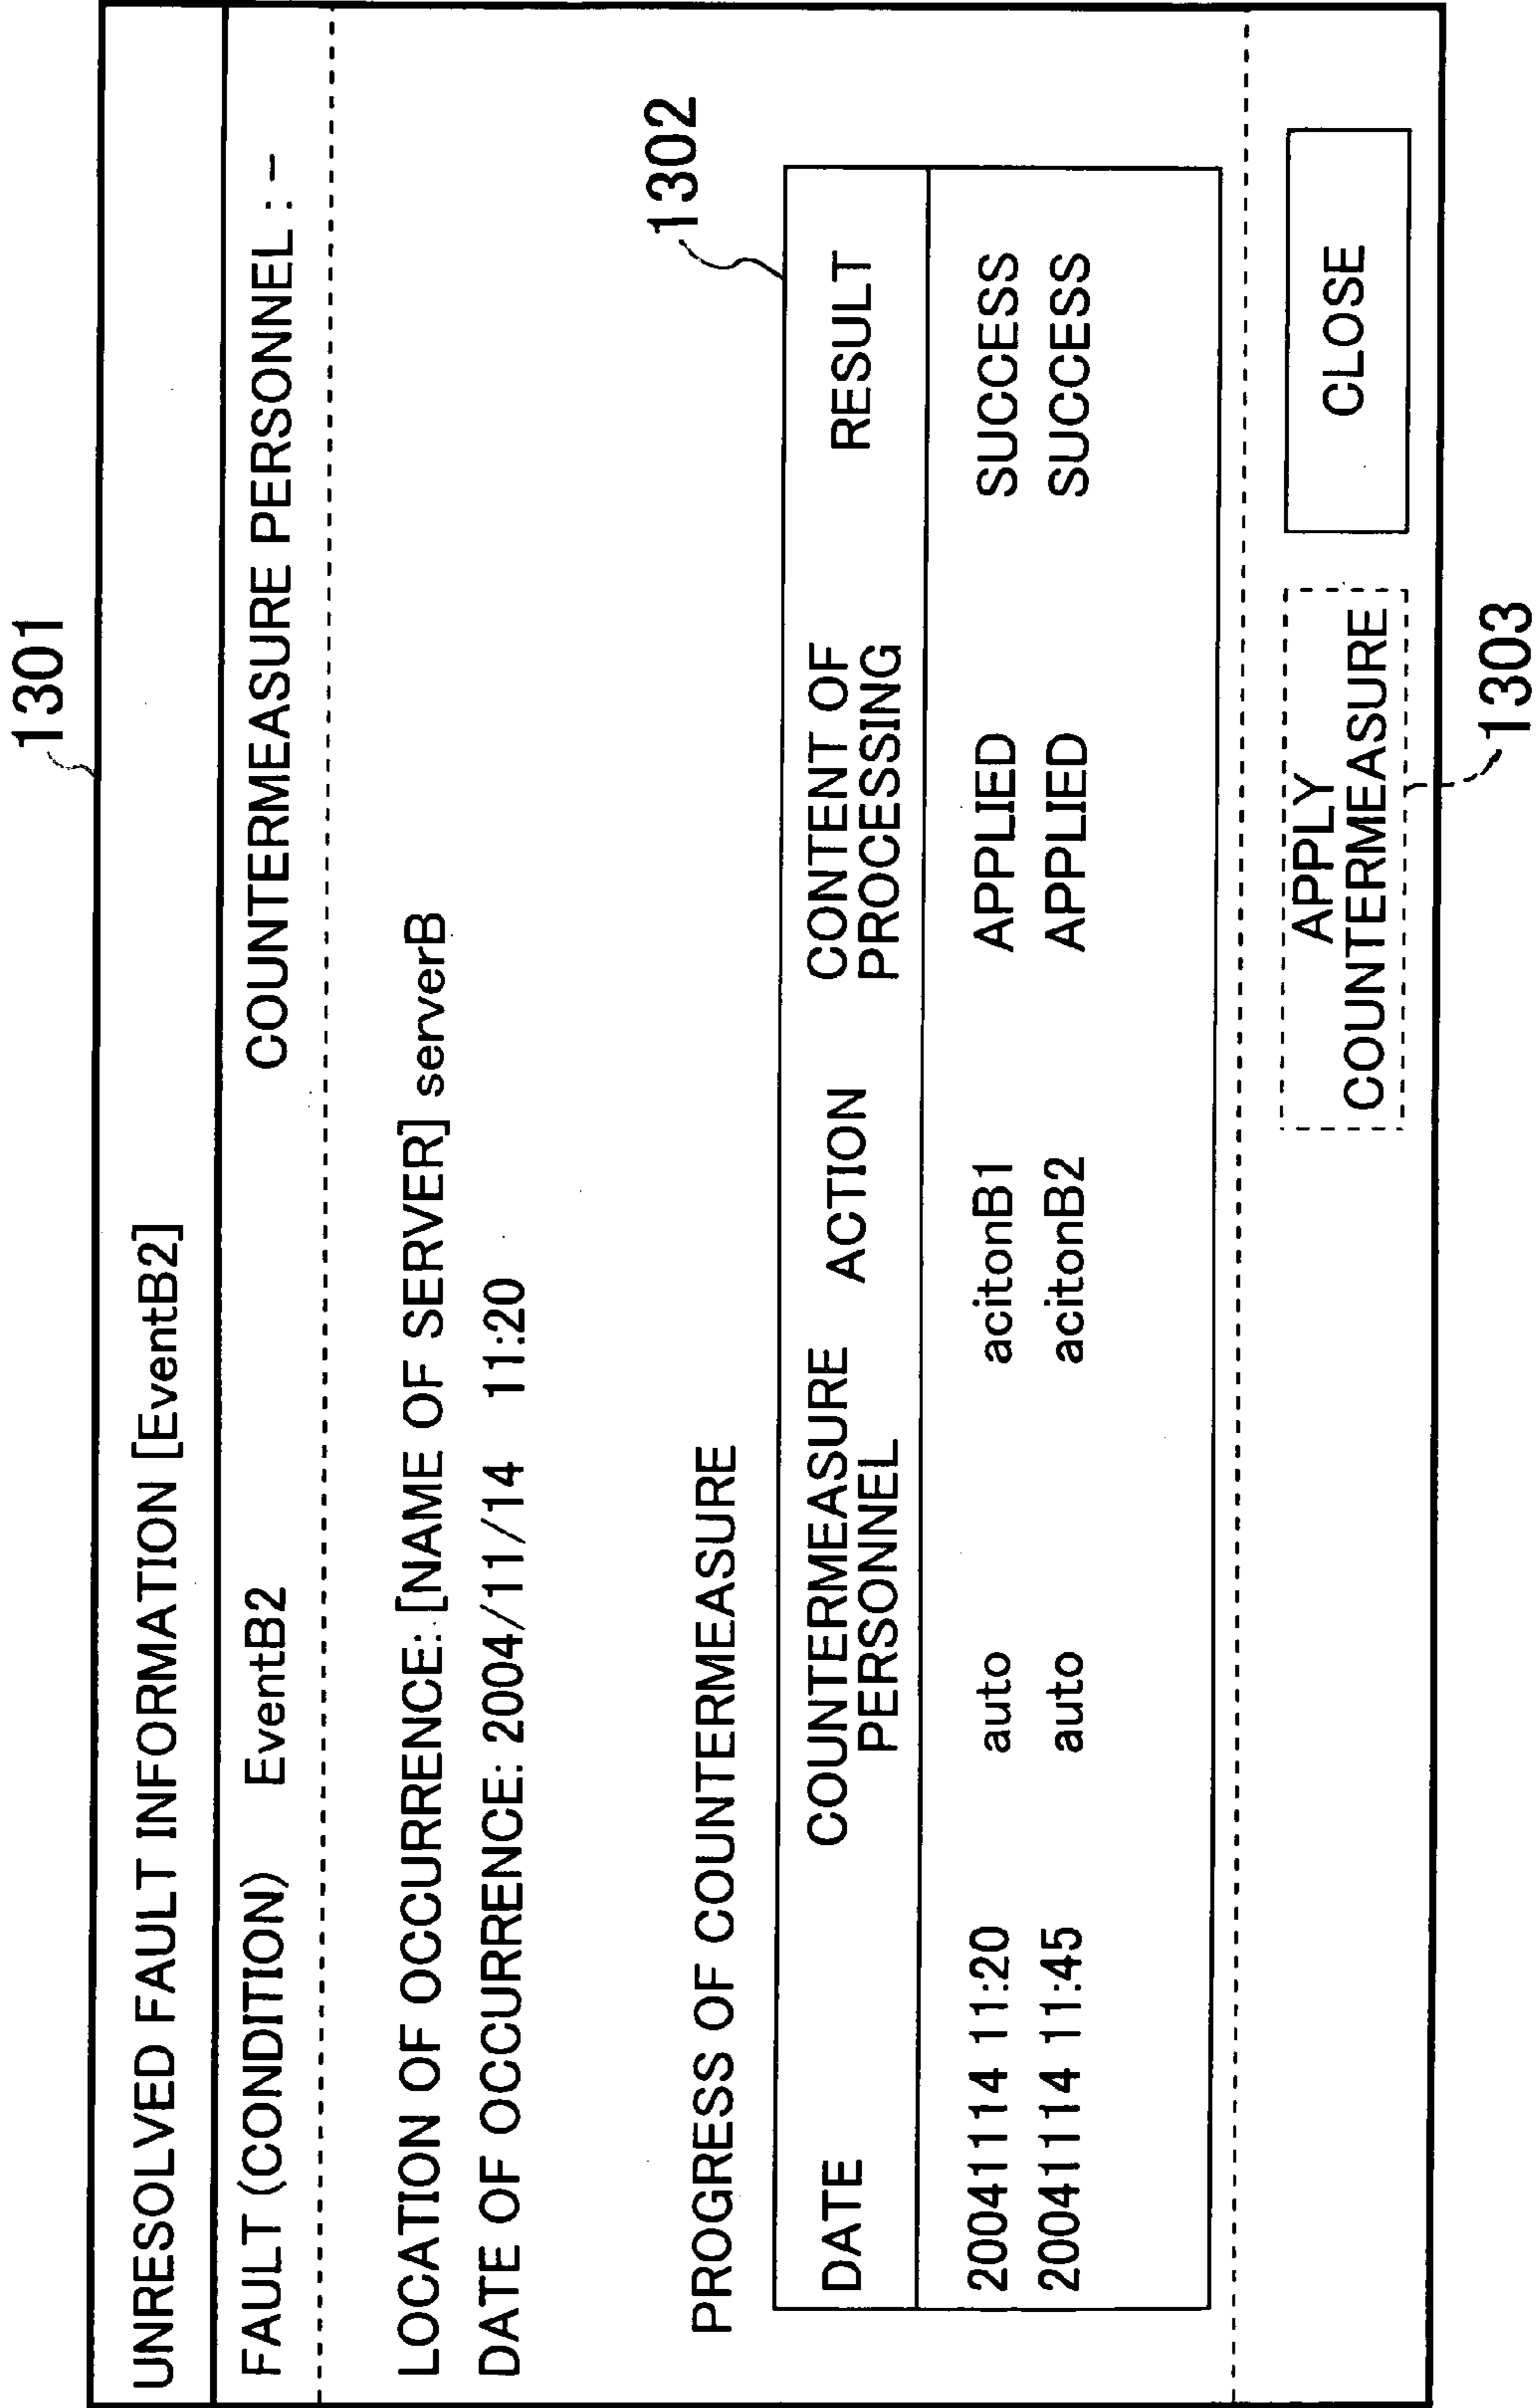 1301
UNRESOLVED FAULT INFORMATION [EventB2]
FAULT (CONDITION) EventB2 COUNTERMEASURE PERSONNEL : −
LOCATION OF OCCURRENCE: [NAME OF SERVER] serverB
DATE OF OCCURRENCE: 2004/11/14 11:20
1302
PROGRESS OF COUNTERMEASURE
DATE COUNTERMEASURE PERSONNEL ACTION CONTENT OF PROCESSING RESULT
20041114 11:20 auto acitonB1 APPLIED SUCCESS
20041114 11:45 auto acitonB2 APPLIED SUCCESS
APPLY
COUNTERMEASURE
CLOSE
1303